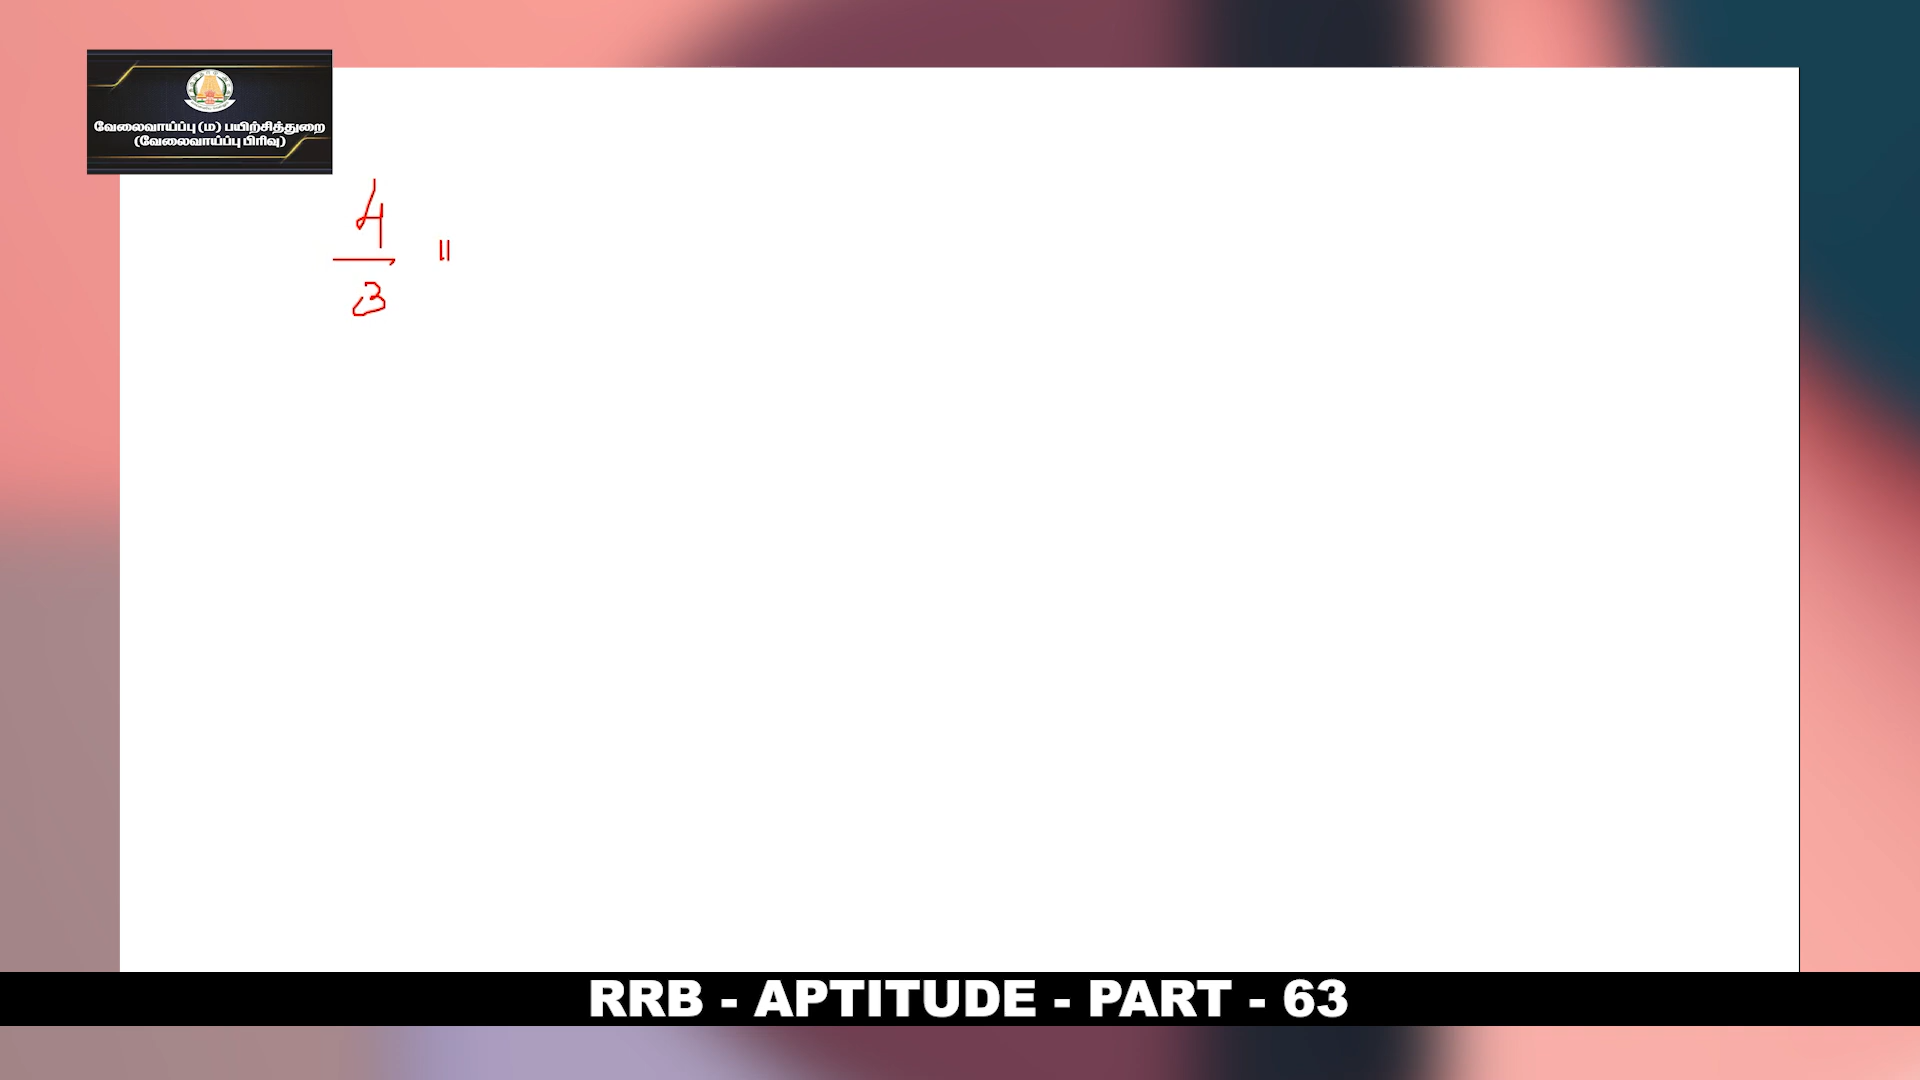 வேலைவாய்ப்பு (ம) பயிற்சித்துறை
(வேலைவாய்ப்பு பிரிவு)
4
3
"
RRB - APTITUDE - PART - 63